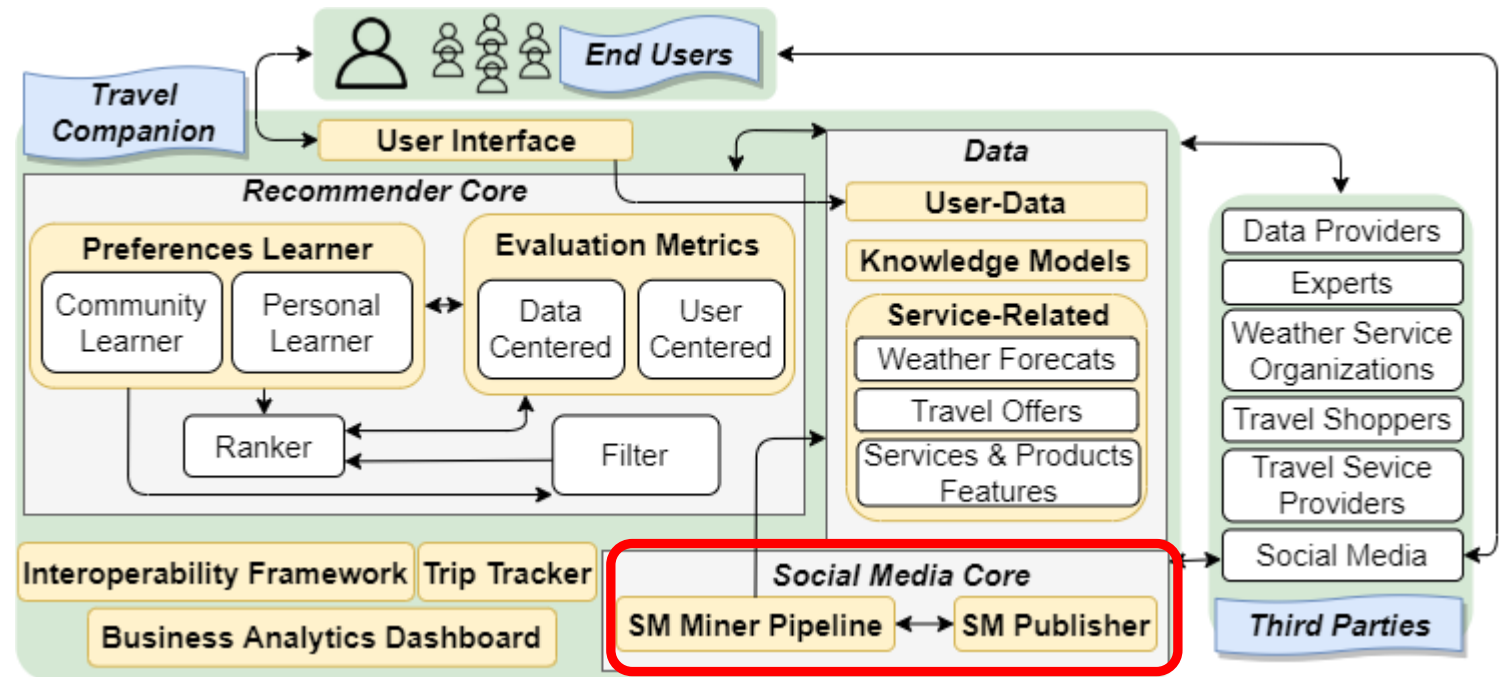 End Users
Travel
Companion
User Interface
Recommender Core
Preferences Learner
Community
Learner
Personal
Learner
Evaluation Metrics
Data
Centered
User
Centered
Ranker
Filter
Data
User-Data
Knowledge Models
Service-Related
Weather Forecats
Travel Offers
Services & Products
Features
Data Providers
Experts
Weather Service
Organizations
Travel Shoppers
Travel Sevice
Providers
Social Media
Third Parties
Interoperability Framework
Trip Tracker
Business Analytics Dashboard
Social Media Core
SM Miner Pipeline
SM Publisher